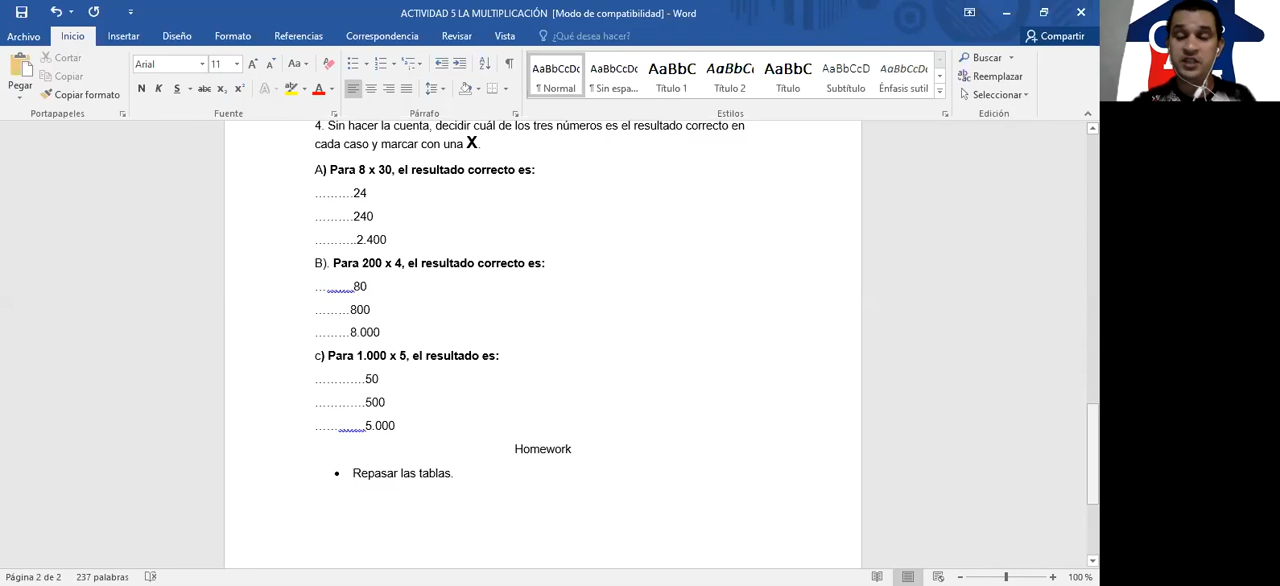 ACTIVIDAD 5 LA MULTIPLICACIÓN [Modo de compatibilidad] - Word
Archivo Inicio Insertar Diseño Formato Referencias Correspondencia Revisar Vista ¿Qué desea hacer? Compartir
Pegar
Cortar
Copiar
Copiar formato
Portapapeles
Arial 11
N K S abc x₂ x²
Fuente
Párrafo
AaBbCcDc ¶ Normal
AaBbCcDc ¶ Sin espa...
AaBbC Título 1
AaBbC Título 2
AaBbC Título
AaBbCcD Subtítulo
AaBbCcDc Énfasis sutil
Estilos
Buscar
Reemplazar
Seleccionar
Edición
4. Sin hacer la cuenta, decidir cuál de los tres números es el resultado correcto en
cada caso y marcar con una X.
A) Para 8 x 30, el resultado correcto es:
……….24
……….240
………..2.400
B). Para 200 x 4, el resultado correcto es:
……….80
………800
………8.000
c) Para 1.000 x 5, el resultado es:
………….50
………….500
………….5.000
Homework
• Repasar las tablas.
Página 2 de 2 237 palabras 100 %